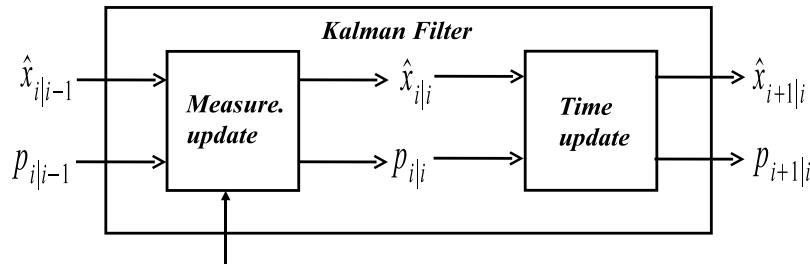 Kalman Filter
x̂_{i|i-1}
Measure.
update
x̂_{i|i}
Time
update
x̂_{i+1|i}
p_{i|i-1}
p_{i|i}
p_{i+1|i}